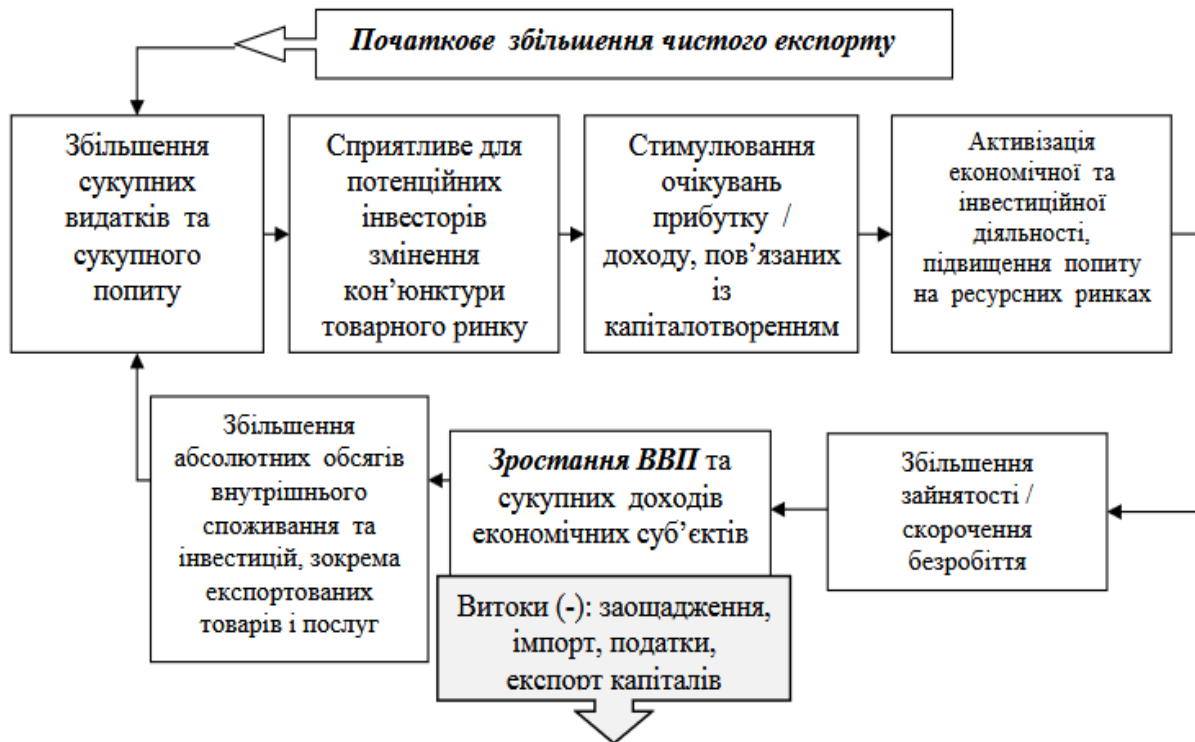 Початкове збільшення чистого експорту
Збільшення
сукупних
видатків та
сукупного
попиту
Сприятливе для
потенційних
інвесторів
змінення
кон’юнктури
товарного ринку
Стимулювання
очікувань
прибутку /
доходу, пов’язаних
із
капіталотворенням
Активізація
економічної та
інвестиційної
діяльності,
підвищення попиту
на ресурсних ринках
Збільшення
абсолютних обсягів
внутрішнього
споживання та
інвестицій, зокрема
експортованих
товарів і послуг
Зростання ВВП та
сукупних доходів
економічних суб’єктів
Збільшення
зайнятості /
скорочення
безробіття
Витоки (-): заощадження,
імпорт, податки,
експорт капіталів